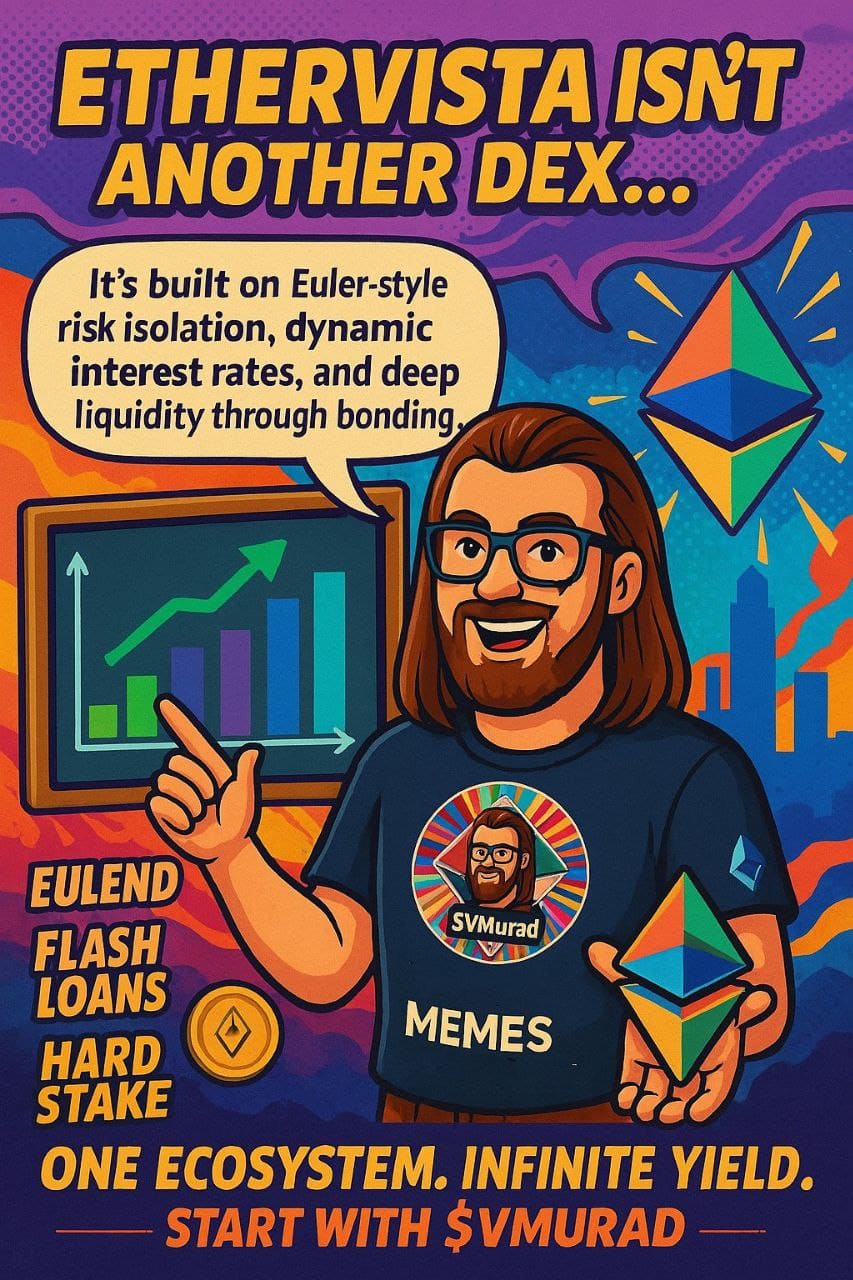 ETHERVISTA ISN'T
ANOTHER DEX...
It's built on Euler-style
risk isolation, dynamic
interest rates, and deep
liquidity through bonding.
SVMurad
MEMES
EULEND
FLASH
LOANS
HARD
STAKE
ONE ECOSYSTEM. INFINITE YIELD.
START WITH $VMURAD